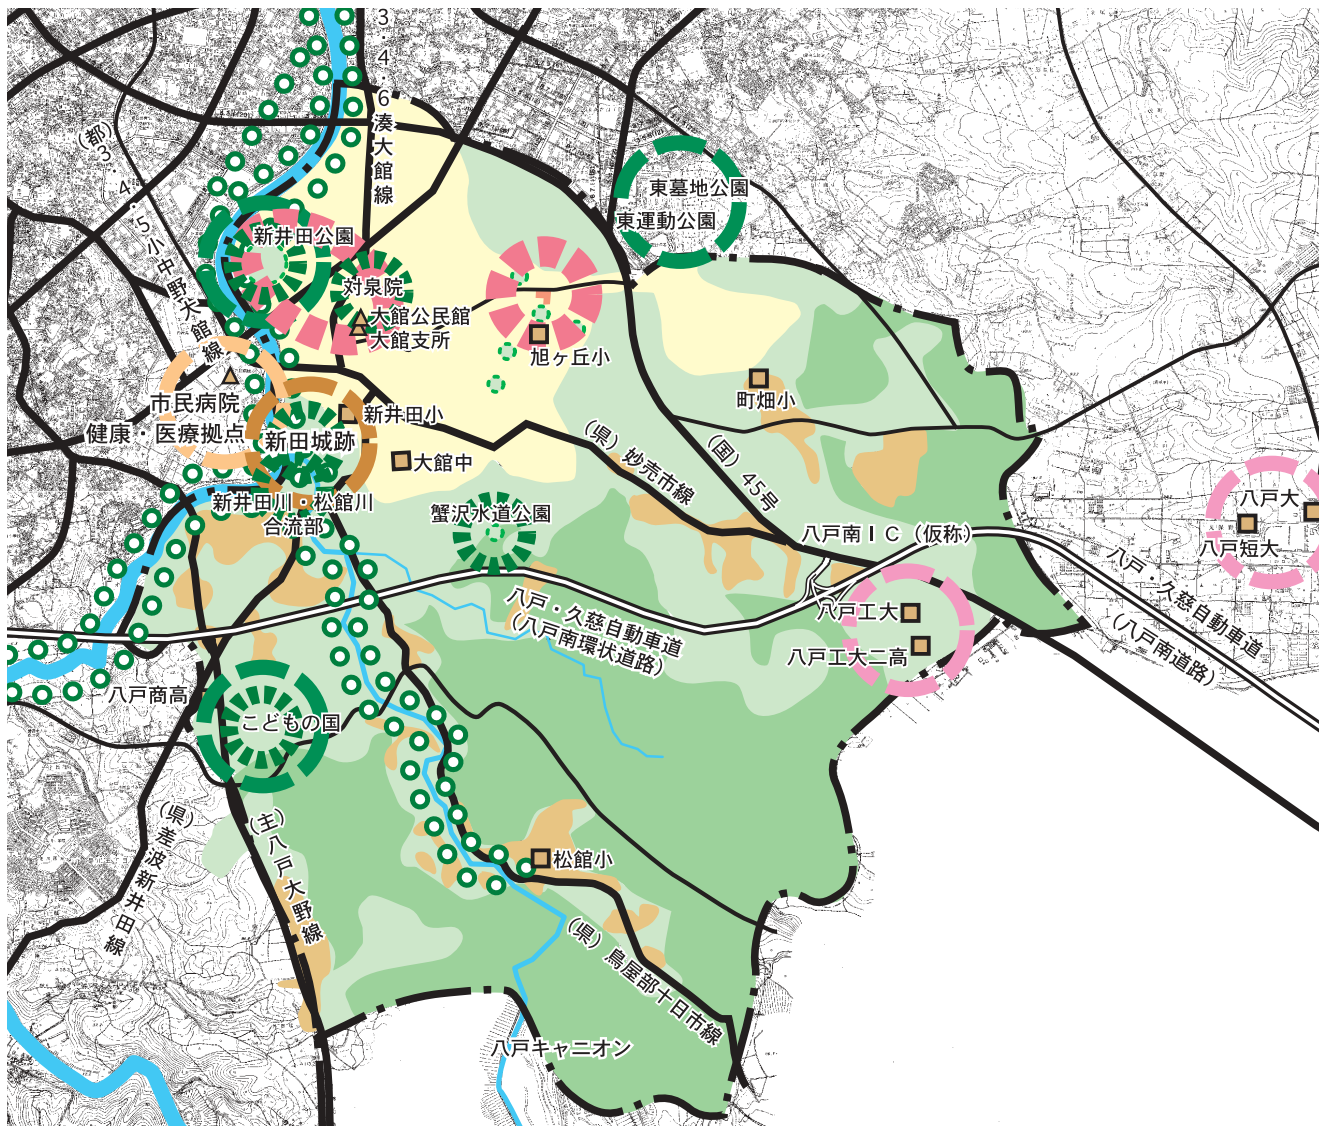 3・4・6湊大館線
(都)3・4・5小中野大館線
東墓地公園
東運動公園
新井田公園
対泉院
大館公民館
大館支所
旭ヶ丘小
町畑小
市民病院
健康・医療拠点
新田城跡
新井田小
大館中
新井田川・松館川
合流部
蟹沢水道公園
(県)妙売市線
(国)45号
八戸南IC(仮称)
八戸大
八戸短大
八戸・久慈自動車道
(八戸南道路)
八戸・久慈自動車道
(八戸南環状道路)
八戸工大
八戸工大二高
八戸商高
こどもの国
(県)差波新井田線
(主)八戸大野線
松館小
(県)鳥屋部十日市線
八戸キャニオン